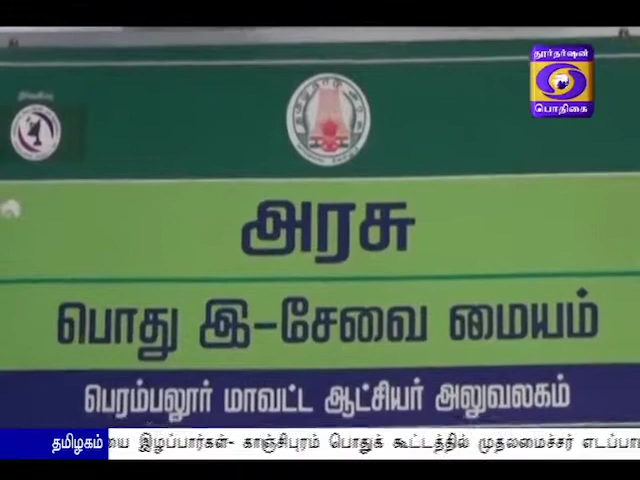 தூர்தர்ஷன்
பொதிகை
அரசு
பொது இ-சேவை மையம்
பெரம்பலூர் மாவட்ட ஆட்சியர் அலுவலகம்
தமிழகம் யை இழப்பார்கள்- காஞ்சிபுரம் பொதுக் கூட்டத்தில் முதலமைச்சர் எடப்பா